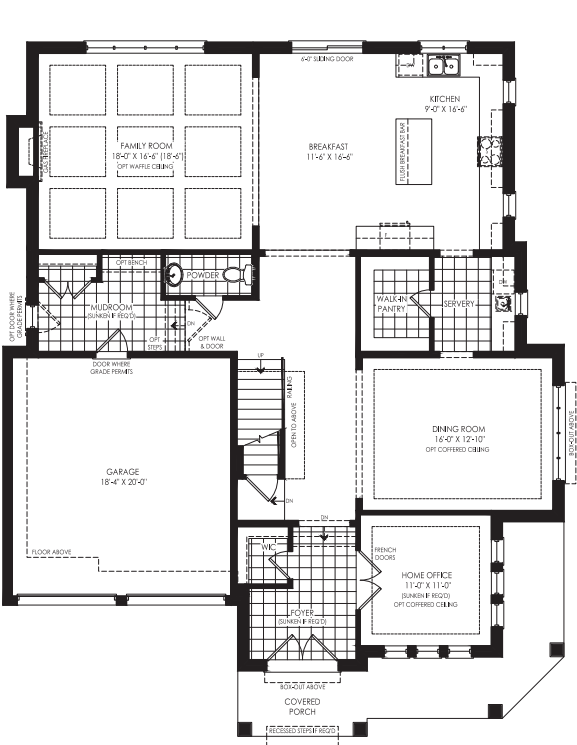 6'-0" SLIDING DOOR
DW
KITCHEN
9'-0" X 16'-6"
FAMILY ROOM
18'-0" X 16'-6" (18'-6")
OPT WAFFLE CEILING
GAS FIREPLACE
BREAKFAST
11'-6" X 16'-6"
FLUSH BREAKFAST BAR
OPT BENCH
POWDER
MUDROOM
(SUNKEN IF REQ'D)
OPT DOOR WHERE
GRADE PERMITS
DN
OPT
STEPS
OPT WALL
& DOOR
WALK-IN
PANTRY
SERVERY
DN
DOOR WHERE
GRADE PERMITS
UP
RAILING
OPEN TO ABOVE
DINING ROOM
16'-0" X 12'-10"
OPT COFFERED CEILING
BOX-OUT ABOVE
GARAGE
18'-4" X 20'-0"
DN
FLOOR ABOVE
DN
WIC
FRENCH
DOORS
HOME OFFICE
11'-0" X 11'-0"
(SUNKEN IF REQ'D)
OPT COFFERED CEILING
FOYER
(SUNKEN IF REQ'D)
BOX-OUT ABOVE
COVERED
PORCH
RECESSED STEPS IF REQ'D